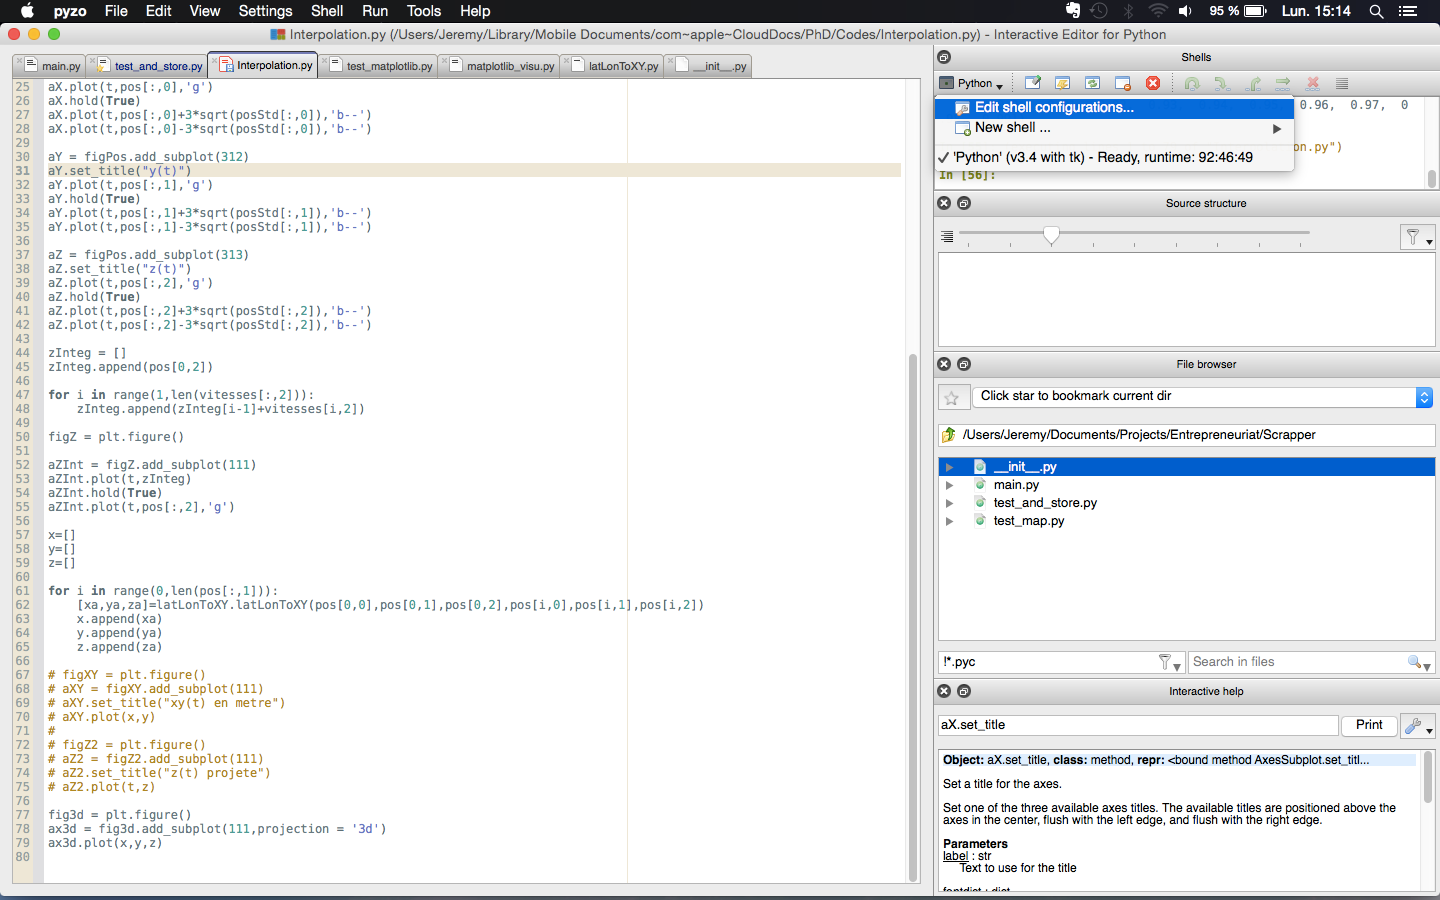 pyzo File Edit View Settings Shell Run Tools Help 95 % Lun. 15:14
Interpolation.py (/Users/Jeremy/Library/Mobile Documents/com~apple~CloudDocs/PhD/Codes/Interpolation.py) - Interactive Editor for Python
main.py test_and_store.py Interpolation.py test_matplotlib.py matplotlib_visu.py latLonToXY.py __init__.py
25 aX.plot(t,pos[:,0],'g')
26 aX.hold(True)
27 aX.plot(t,pos[:,0]+3*sqrt(posStd[:,0]),'b--')
28 aX.plot(t,pos[:,0]-3*sqrt(posStd[:,0]),'b--')
29
30 aY = figPos.add_subplot(312)
31 aY.set_title("y(t)")
32 aY.plot(t,pos[:,1],'g')
33 aY.hold(True)
34 aY.plot(t,pos[:,1]+3*sqrt(posStd[:,1]),'b--')
35 aY.plot(t,pos[:,1]-3*sqrt(posStd[:,1]),'b--')
36
37 aZ = figPos.add_subplot(313)
38 aZ.set_title("z(t)")
39 aZ.plot(t,pos[:,2],'g')
40 aZ.hold(True)
41 aZ.plot(t,pos[:,2]+3*sqrt(posStd[:,2]),'b--')
42 aZ.plot(t,pos[:,2]-3*sqrt(posStd[:,2]),'b--')
43
44 zInteg = []
45 zInteg.append(pos[0,2])
46
47 for i in range(1,len(vitesses[:,2])):
48     zInteg.append(zInteg[i-1]+vitesses[i,2])
49
50 figZ = plt.figure()
51
52 aZInt = figZ.add_subplot(111)
53 aZInt.plot(t,zInteg)
54 aZInt.hold(True)
55 aZInt.plot(t,pos[:,2],'g')
56
57 x=[]
58 y=[]
59 z=[]
60
61 for i in range(0,len(pos[:,1])):
62     [xa,ya,za]=latLonToXY.latLonToXY(pos[0,0],pos[0,1],pos[0,2],pos[i,0],pos[i,1],pos[i,2])
63     x.append(xa)
64     y.append(ya)
65     z.append(za)
66
67 # figXY = plt.figure()
68 # aXY = figXY.add_subplot(111)
69 # aXY.set_title("xy(t) en metre")
70 # aXY.plot(x,y)
71 #
72 # figZ2 = plt.figure()
73 # aZ2 = figZ2.add_subplot(111)
74 # aZ2.set_title("z(t) projete")
75 # aZ2.plot(t,z)
76
77 fig3d = plt.figure()
78 ax3d = fig3d.add_subplot(111,projection = '3d')
79 ax3d.plot(x,y,z)
80
Shells
Python
Edit shell configurations...
0.96, 0.97, 0
New shell ...
on.py")
✓ 'Python' (v3.4 with tk) - Ready, runtime: 92:46:49
In [56]:
Source structure
File browser
Click star to bookmark current dir
/Users/Jeremy/Documents/Projects/Entrepreneuriat/Scrapper
__init__.py
main.py
test_and_store.py
test_map.py
!*.pyc
Search in files
Interactive help
aX.set_title
Print
Object: aX.set_title, class: method, repr: <bound method AxesSubplot.set_titl...
Set a title for the axes.
Set one of the three available axes titles. The available titles are positioned above the
axes in the center, flush with the left edge, and flush with the right edge.
Parameters
label : str
Text to use for the title
fontdict : dict